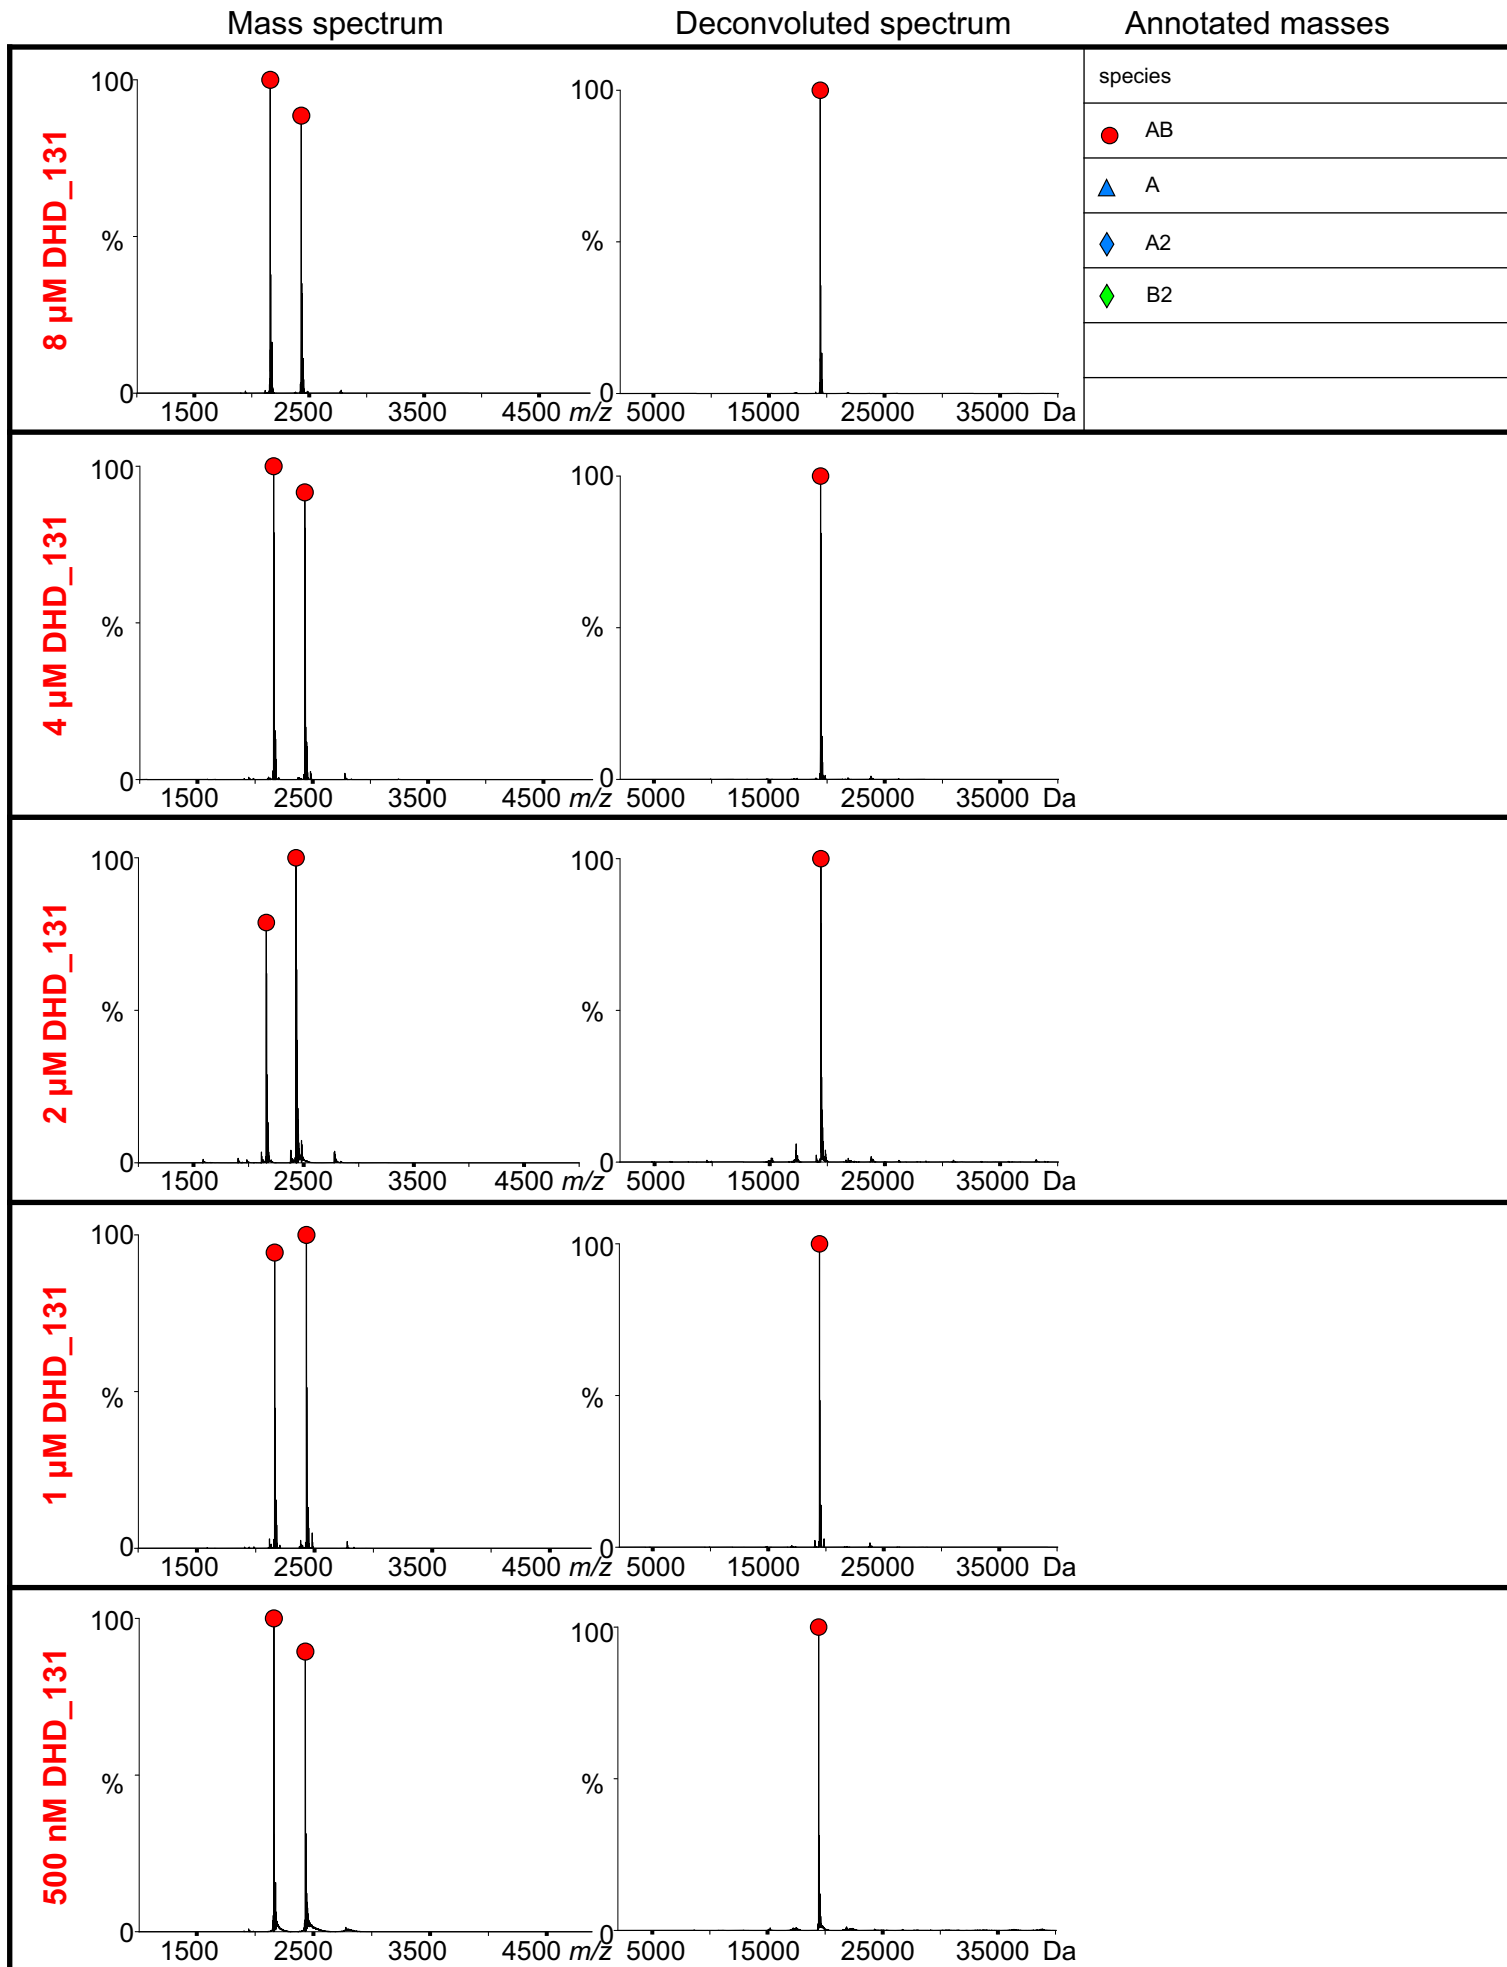 Mass spectrum Deconvoluted spectrum Annotated masses
8 µM DHD_131
100
%
0
1500 2500 3500 4500 m/z
100
%
0
5000 15000 25000 35000 Da
species
AB
A
A2
B2
4 µM DHD_131
100
%
0
1500 2500 3500 4500 m/z
100
%
0
5000 15000 25000 35000 Da
2 µM DHD_131
100
%
0
1500 2500 3500 4500 m/z
100
%
0
5000 15000 25000 35000 Da
1 µM DHD_131
100
%
0
1500 2500 3500 4500 m/z
100
%
0
5000 15000 25000 35000 Da
500 nM DHD_131
100
%
0
1500 2500 3500 4500 m/z
100
%
0
5000 15000 25000 35000 Da